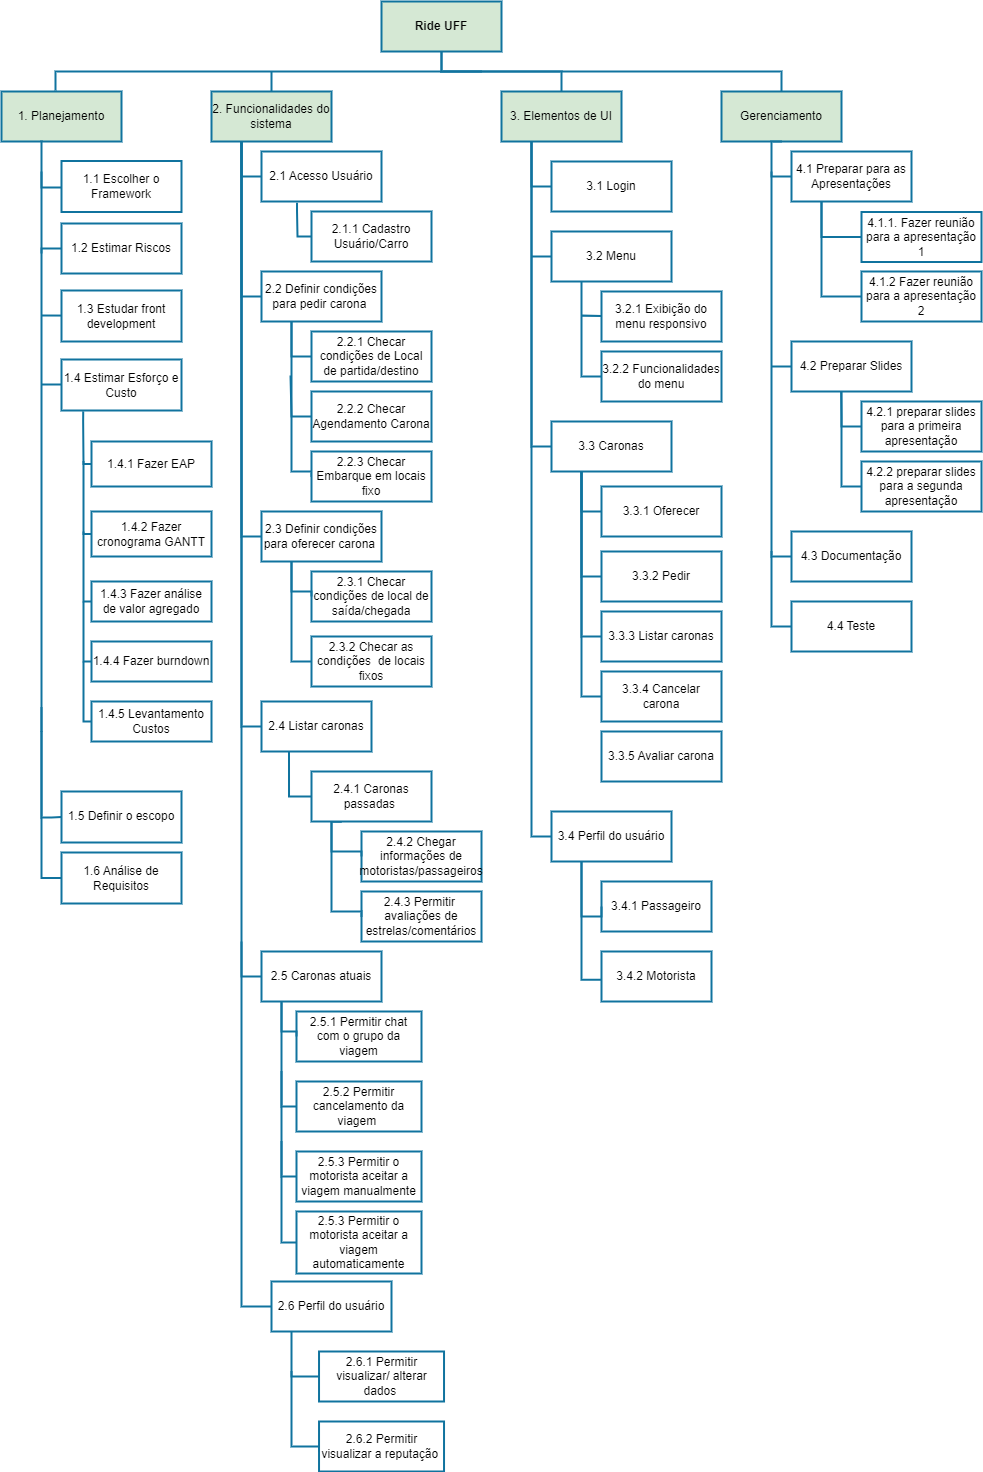 Ride UFF
1. Planejamento
1.1 Escolher o
Framework
1.2 Estimar Riscos
1.3 Estudar front
development
1.4 Estimar Esforço e
Custo
1.4.1 Fazer EAP
1.4.2 Fazer
cronograma GANTT
1.4.3 Fazer análise
de valor agregado
1.4.4 Fazer burndown
1.4.5 Levantamento
Custos
1.5 Definir o escopo
1.6 Análise de
Requisitos
2. Funcionalidades do
sistema
2.1 Acesso Usuário
2.1.1 Cadastro
Usuário/Carro
2.2 Definir condições
para pedir carona
2.2.1 Checar
condições de Local
de partida/destino
2.2.2 Checar
Agendamento Carona
2.2.3 Checar
Embarque em locais
fixo
2.3 Definir condições
para oferecer carona
2.3.1 Checar
condições de local de
saída/chegada
2.3.2 Checar as
condições  de locais
fixos
2.4 Listar caronas
2.4.1 Caronas
passadas
2.4.2 Chegar
informações de
motoristas/passageiros
2.4.3 Permitir
avaliações de
estrelas/comentários
2.5 Caronas atuais
2.5.1 Permitir chat
com o grupo da
viagem
2.5.2 Permitir
cancelamento da
viagem
2.5.3 Permitir o
motorista aceitar a
viagem manualmente
2.5.3 Permitir o
motorista aceitar a
viagem
automaticamente
2.6 Perfil do usuário
2.6.1 Permitir
visualizar/ alterar
dados
2.6.2 Permitir
visualizar a reputação
3. Elementos de UI
3.1 Login
3.2 Menu
3.2.1 Exibição do
menu responsivo
3.2.2 Funcionalidades
do menu
3.3 Caronas
3.3.1 Oferecer
3.3.2 Pedir
3.3.3 Listar caronas
3.3.4 Cancelar
carona
3.3.5 Avaliar carona
3.4 Perfil do usuário
3.4.1 Passageiro
3.4.2 Motorista
Gerenciamento
4.1 Preparar para as
Apresentações
4.1.1. Fazer reunião
para a apresentação
1
4.1.2 Fazer reunião
para a apresentação
2
4.2 Preparar Slides
4.2.1 preparar slides
para a primeira
apresentação
4.2.2 preparar slides
para a segunda
apresentação
4.3 Documentação
4.4 Teste